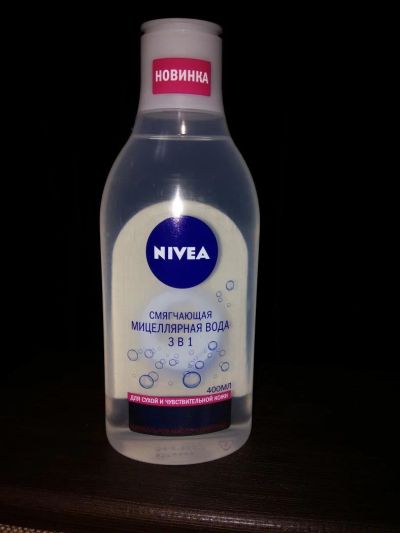 НОВИНКА
NIVEA
СМЯГЧАЮЩАЯ
МИЦЕЛЛЯРНАЯ ВОДА
3 В 1
400МЛ
ДЛЯ СУХОЙ И ЧУВСТВИТЕЛЬНОЙ КОЖИ